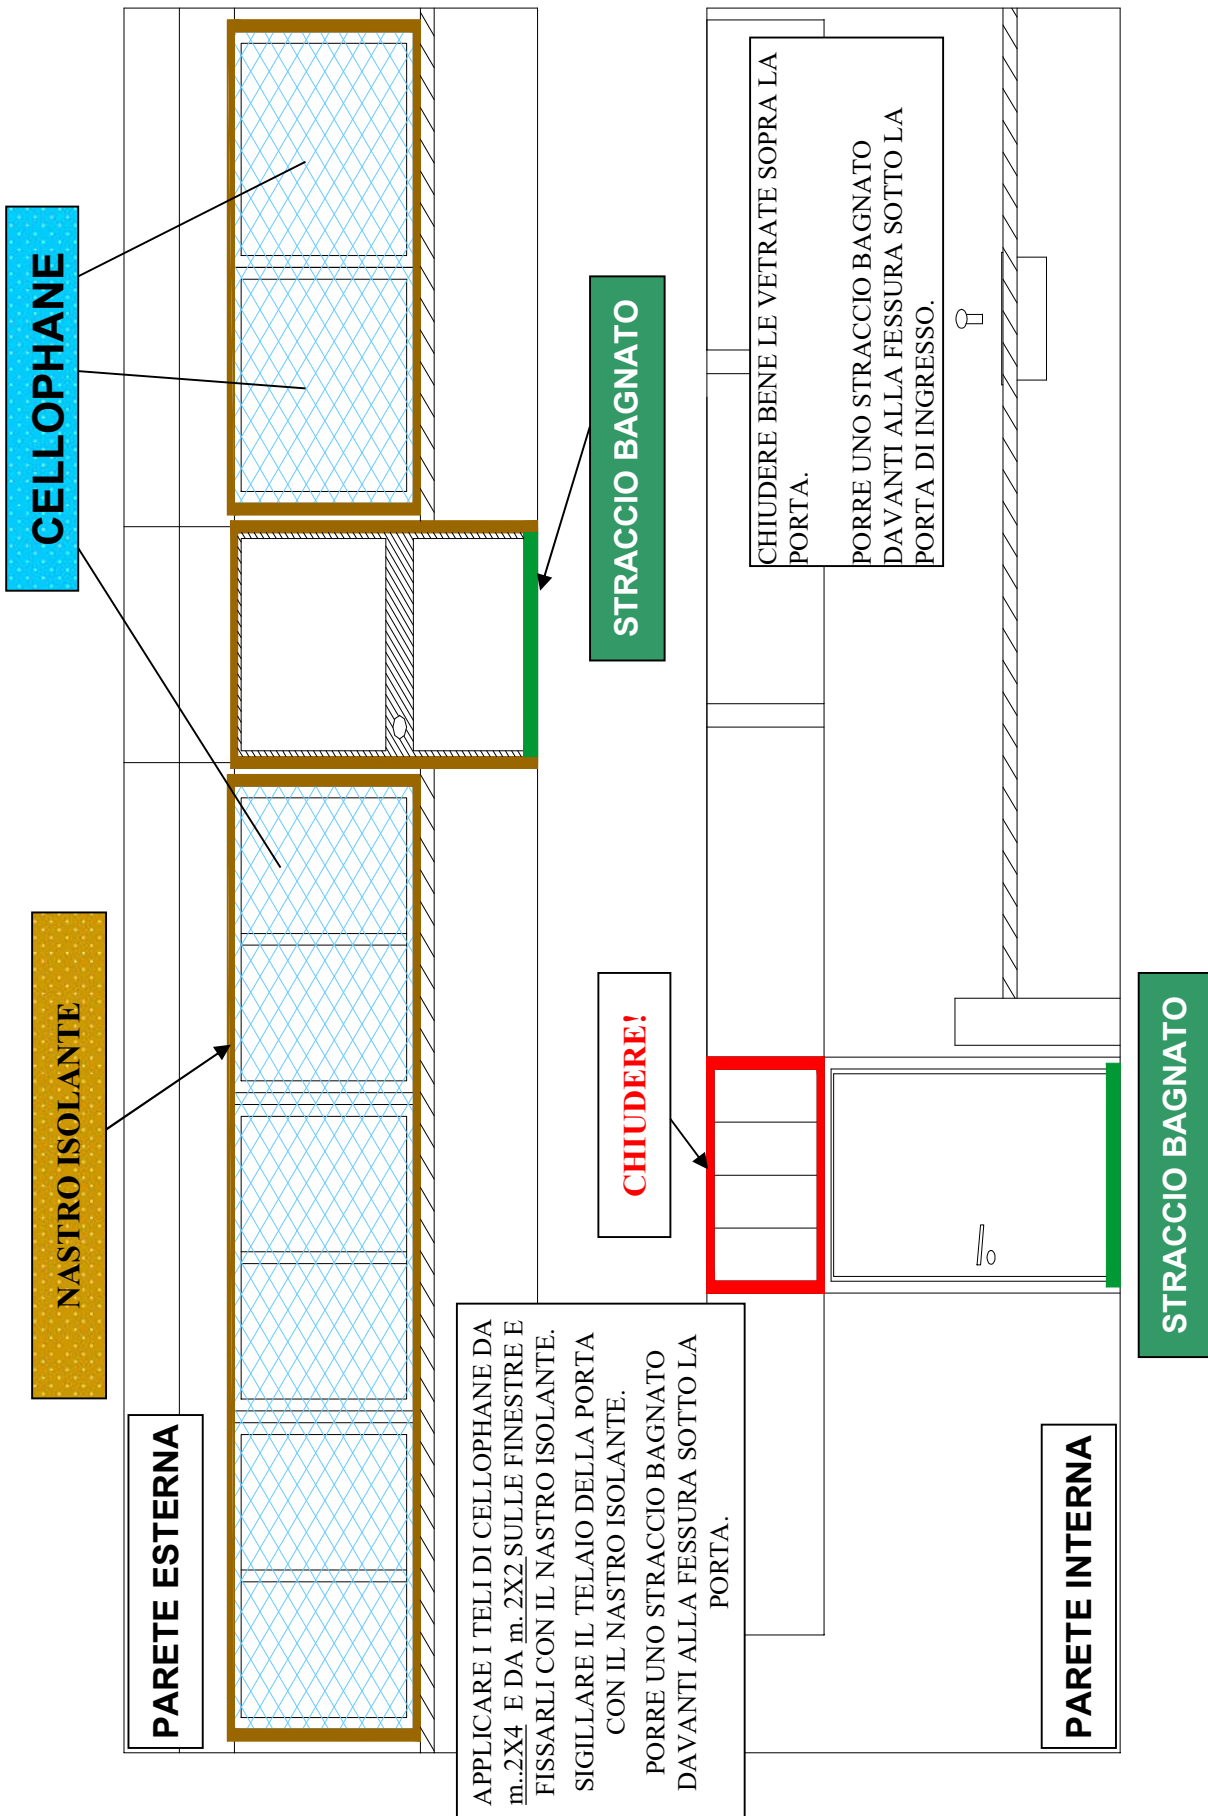 PARETE ESTERNA
NASTRO ISOLANTE
CELLOPHANE
APPLICARE I TELI DI CELLOPHANE DA
m..2X4 E DA m. 2X2 SULLE FINESTRE E
FISSARLI CON IL NASTRO ISOLANTE.
SIGILLARE IL TELAIO DELLA PORTA
CON IL NASTRO ISOLANTE.
PORRE UNO STRACCIO BAGNATO
DAVANTI ALLA FESSURA SOTTO LA
PORTA.
STRACCIO BAGNATO
CHIUDERE!
CHIUDERE BENE LE VETRATE SOPRA LA
PORTA.
PORRE UNO STRACCIO BAGNATO
DAVANTI ALLA FESSURA SOTTO LA
PORTA DI INGRESSO.
PARETE INTERNA
STRACCIO BAGNATO